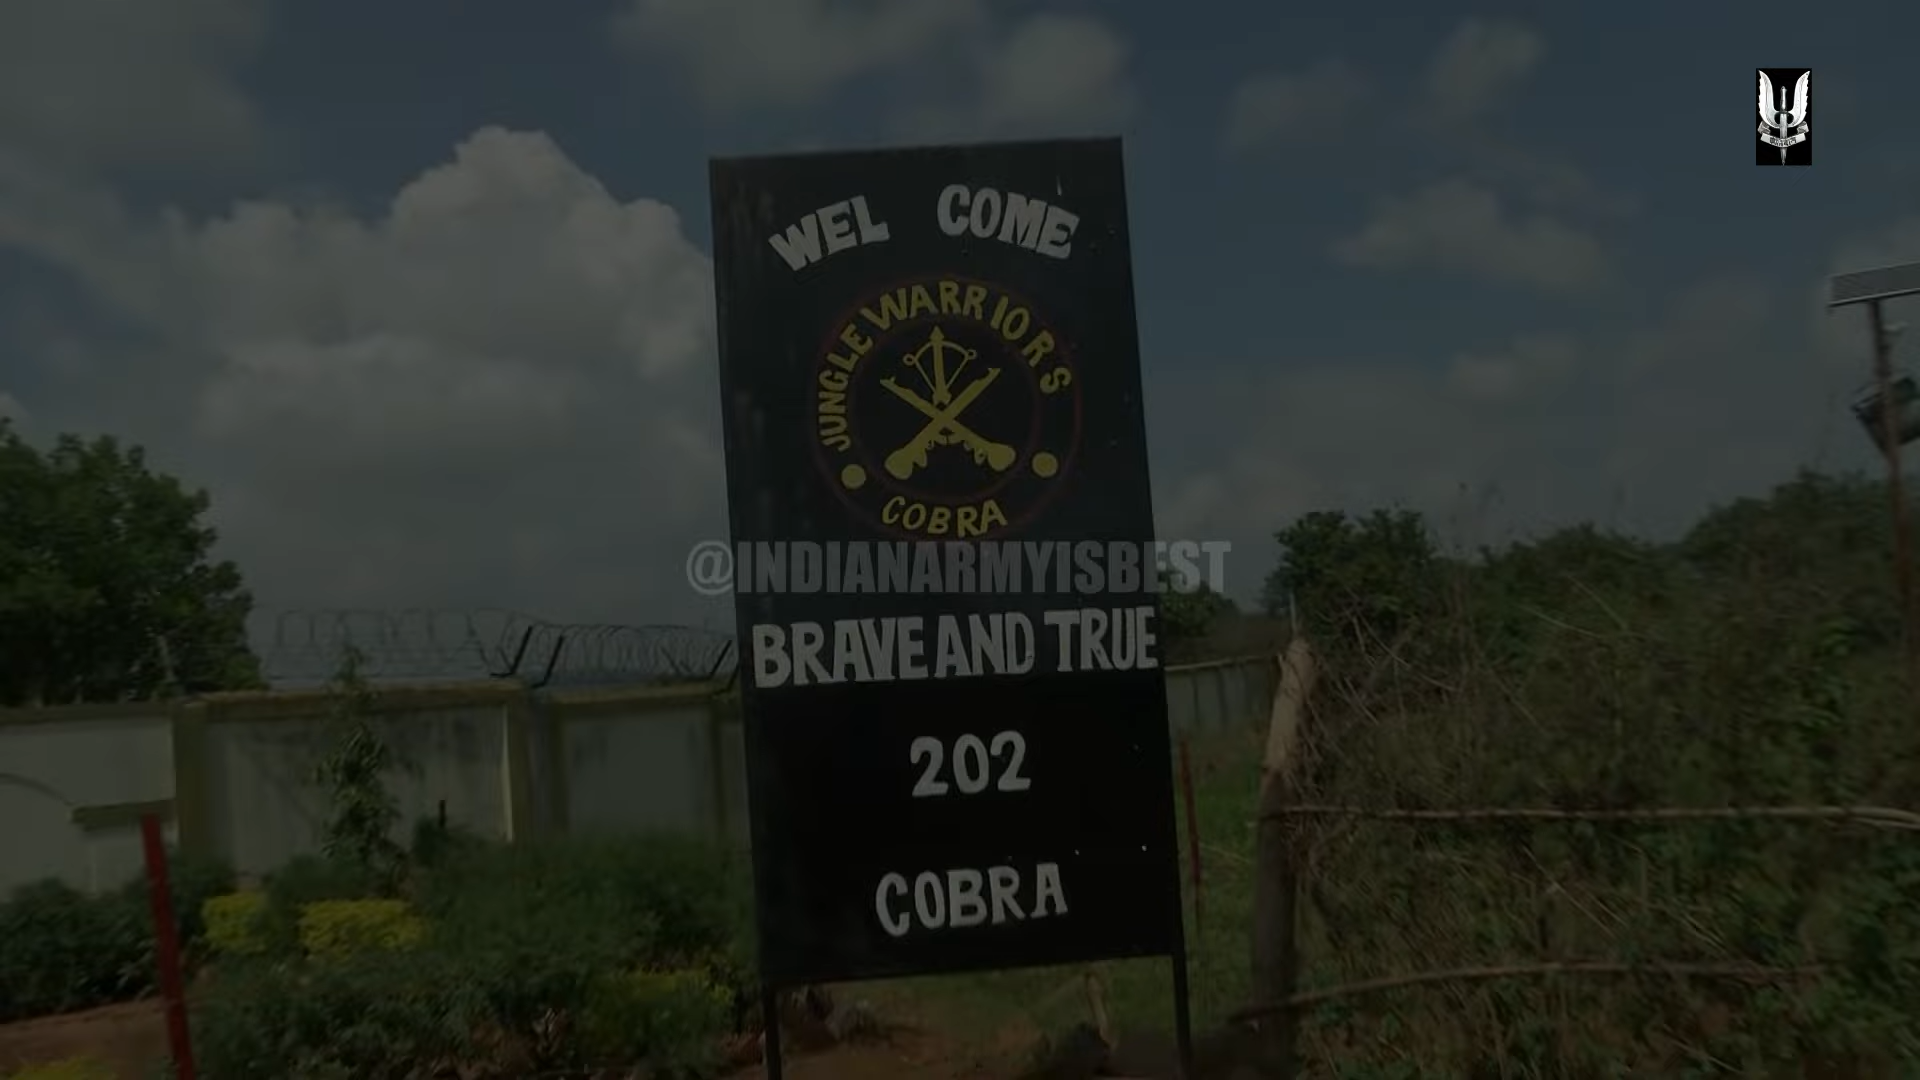 WEL COME
JUNGLE WARRIORS
COBRA
@INDIANARMYISBEST
BRAVE AND TRUE
202
COBRA